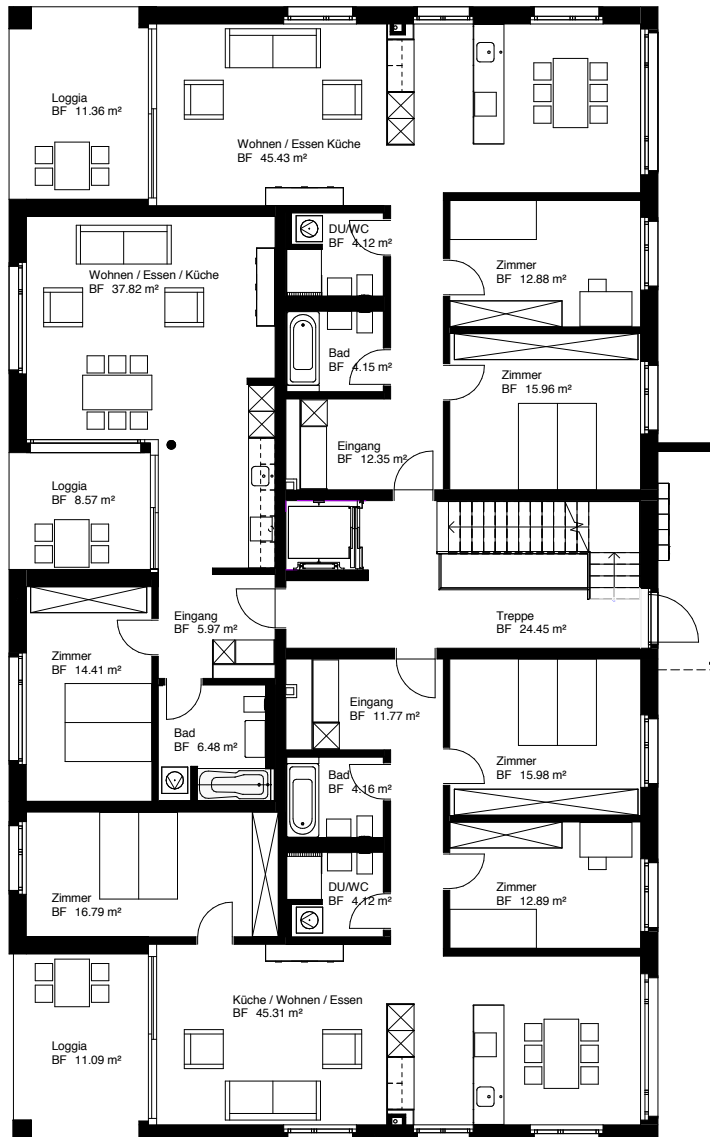 Loggia
BF 11.36 m²
Wohnen / Essen Küche
BF 45.43 m²
DU/WC
BF 4.12 m²
Zimmer
BF 12.88 m²
Wohnen / Essen / Küche
BF 37.82 m²
Bad
BF 4.15 m²
Zimmer
BF 15.96 m²
Eingang
BF 12.35 m²
Loggia
BF 8.57 m²
Eingang
BF 5.97 m²
Treppe
BF 24.45 m²
Zimmer
BF 14.41 m²
Eingang
BF 11.77 m²
Bad
BF 6.48 m²
Bad
BF 4.16 m²
Zimmer
BF 15.98 m²
Zimmer
BF 16.79 m²
DU/WC
BF 4.12 m²
Zimmer
BF 12.89 m²
Küche / Wohnen / Essen
BF 45.31 m²
Loggia
BF 11.09 m²